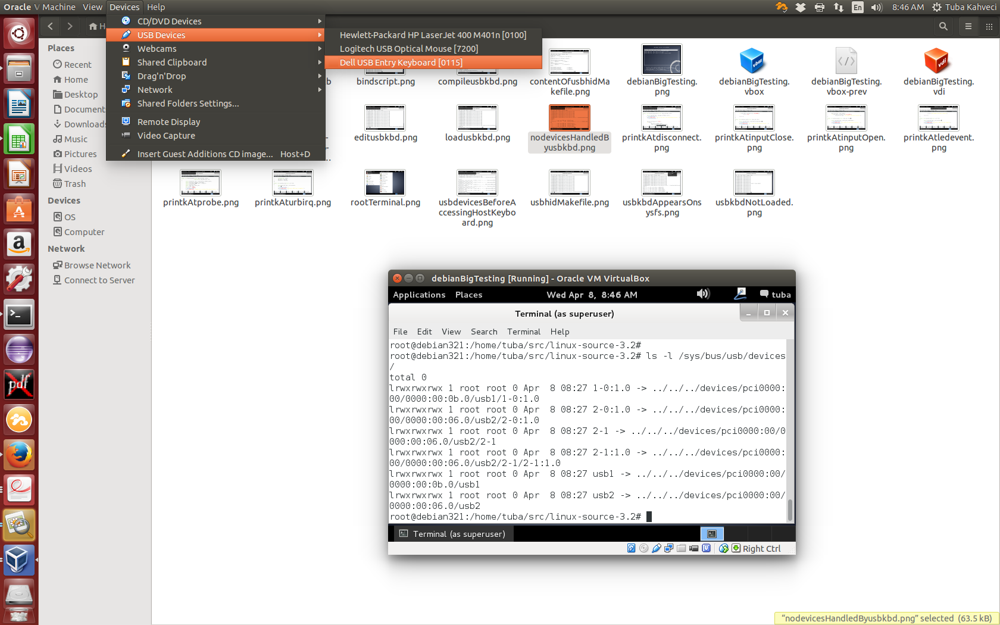 Oracle V Machine View Devices Help
En 8:46 AM Tuba Kahveci
CD/DVD Devices
USB Devices
Webcams
Shared Clipboard
Drag'n'Drop
Network
Shared Folders Settings...
Remote Display
Video Capture
Insert Guest Additions CD image... Host+D
Hewlett-Packard HP LaserJet 400 M401n [0100]
Logitech USB Optical Mouse [7200]
Dell USB Entry Keyboard [0115]
H
Places
Recent
Home
Desktop
Document
Downloads
Music
Pictures
Videos
Trash
Devices
OS
Computer
Network
Browse Network
Connect to Server
b
bindscript.png
compileusbkbd.png
contentOfusbhidMa
kefile.png
debianBigTesting.
png
vbox
debianBigTesting.
vbox
debianBigTesting.
vbox-prev
vdi
debianBigTesting.
vdi
-
..
editusbkbd.png
loadusbkbd.png
nodevicesHandledB
yusbkbd.png
printkAtdisconnect.
png
printkAtinputClose.
png
printkAtinputOpen.
png
printkAtledevent.
png
printkAtprobe.png
printkAturbirq.png
rootTerminal.png
usbdevicesBeforeA
ccessingHostKeybo
ard.png
usbhidMakefile.png
usbkbdAppearsOns
ysfs.png
usbkbdNotLoaded.
png
debianBigTesting [Running] - Oracle VM VirtualBox
Applications Places Wed Apr 8, 8:46 AM tuba
Terminal (as superuser)
File Edit View Search Terminal Help
root@debian321:/home/tuba/src/linux-source-3.2#
root@debian321:/home/tuba/src/linux-source-3.2# ls -l /sys/bus/usb/devices
/
total 0
lrwxrwxrwx 1 root root 0 Apr  8 08:27 1-0:1.0 -> ../../../devices/pci0000:
00/0000:00:0b.0/usb1/1-0:1.0
lrwxrwxrwx 1 root root 0 Apr  8 08:27 2-0:1.0 -> ../../../devices/pci0000:
00/0000:00:06.0/usb2/2-0:1.0
lrwxrwxrwx 1 root root 0 Apr  8 08:27 2-1 -> ../../../devices/pci0000:00/0
000:00:06.0/usb2/2-1
lrwxrwxrwx 1 root root 0 Apr  8 08:27 2-1:1.0 -> ../../../devices/pci0000:
00/0000:00:06.0/usb2/2-1/2-1:1.0
lrwxrwxrwx 1 root root 0 Apr  8 08:27 usb1 -> ../../../devices/pci0000:00/
0000:00:0b.0/usb1
lrwxrwxrwx 1 root root 0 Apr  8 08:27 usb2 -> ../../../devices/pci0000:00/
0000:00:06.0/usb2
root@debian321:/home/tuba/src/linux-source-3.2#
Terminal (as superuser)
Right Ctrl
a
pdf
"nodevicesHandledByusbkbd.png" selected (63.5 kB)